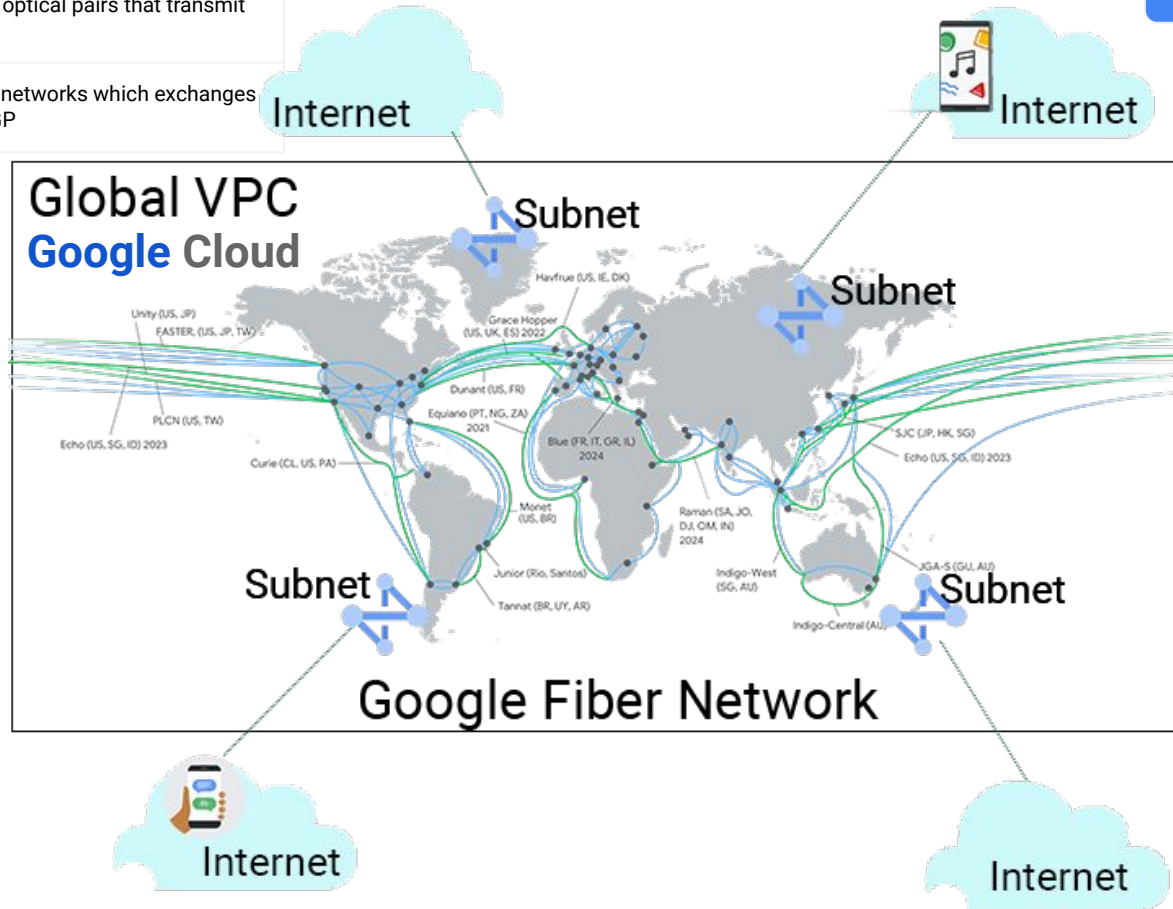 optical pairs that transmit
networks which exchanges
GP
Internet
Internet
Global VPC
Google Cloud
Subnet
Subnet
Havfrue (US, IE, DK)
Unity (US, JP)
FASTER, (US, JP, TW)
Grace Hopper
(US, UK, ES) 2022
Dunant (US, FR)
PLCN (US, TW)
Equiano (PT, NG, ZA)
2021
Echo (US, SG, ID) 2023
Blue (FR, IT, GR, IL)
2024
SJC (JP, HK, SG)
Echo (US, SG, ID) 2023
Curie (CL, US, PA)
Monet
(US, BR)
Raman (SA, JO,
DJ, OM, IN)
2024
Junior (Rio, Santos)
Indigo-West
(SG, AU)
JGA-S (GU, AU)
Subnet
Subnet
Tannat (BR, UY, AR)
Indigo-Central (AU)
Google Fiber Network
Internet
Internet